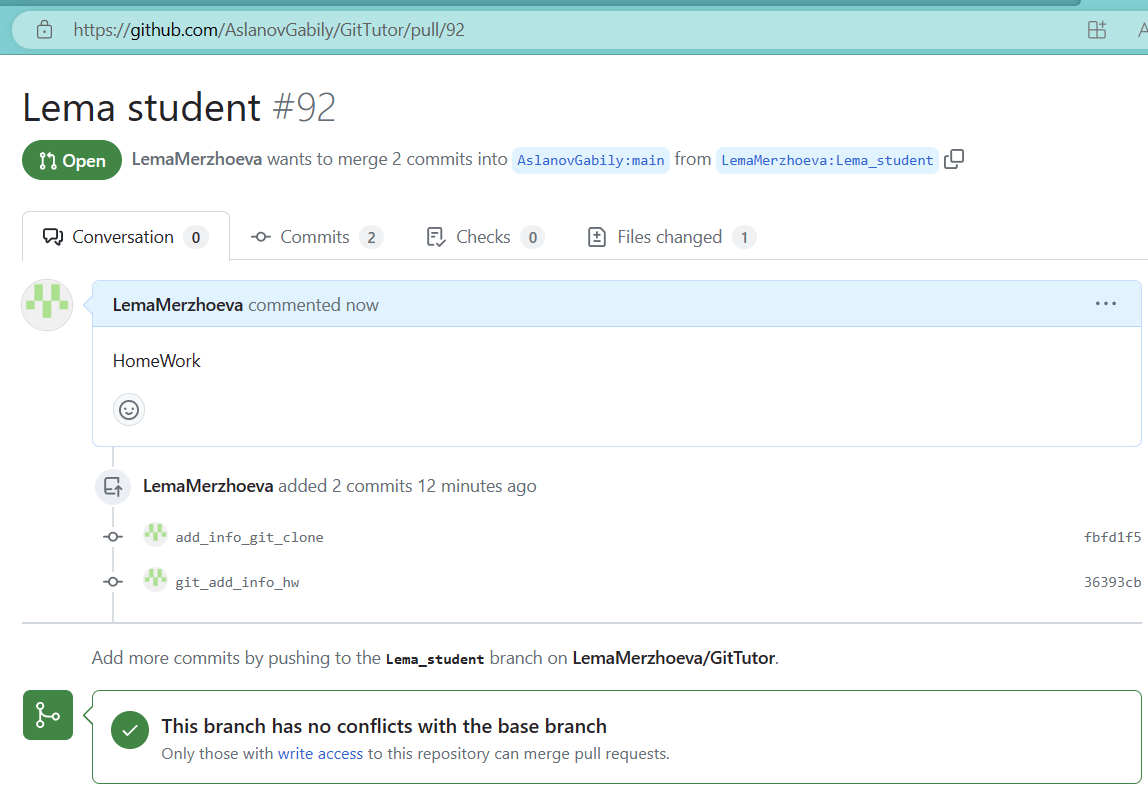 https://github.com/AslanovGabily/GitTutor/pull/92
Lema student #92
Open LemaMerzhoeva wants to merge 2 commits into AslanovGabily:main from LemaMerzhoeva:Lema_student
Conversation 0 Commits 2 Checks 0 Files changed 1
LemaMerzhoeva commented now
HomeWork
LemaMerzhoeva added 2 commits 12 minutes ago
add_info_git_clone fbfd1f5
git_add_info_hw 36393cb
Add more commits by pushing to the Lema_student branch on LemaMerzhoeva/GitTutor.
This branch has no conflicts with the base branch
Only those with write access to this repository can merge pull requests.